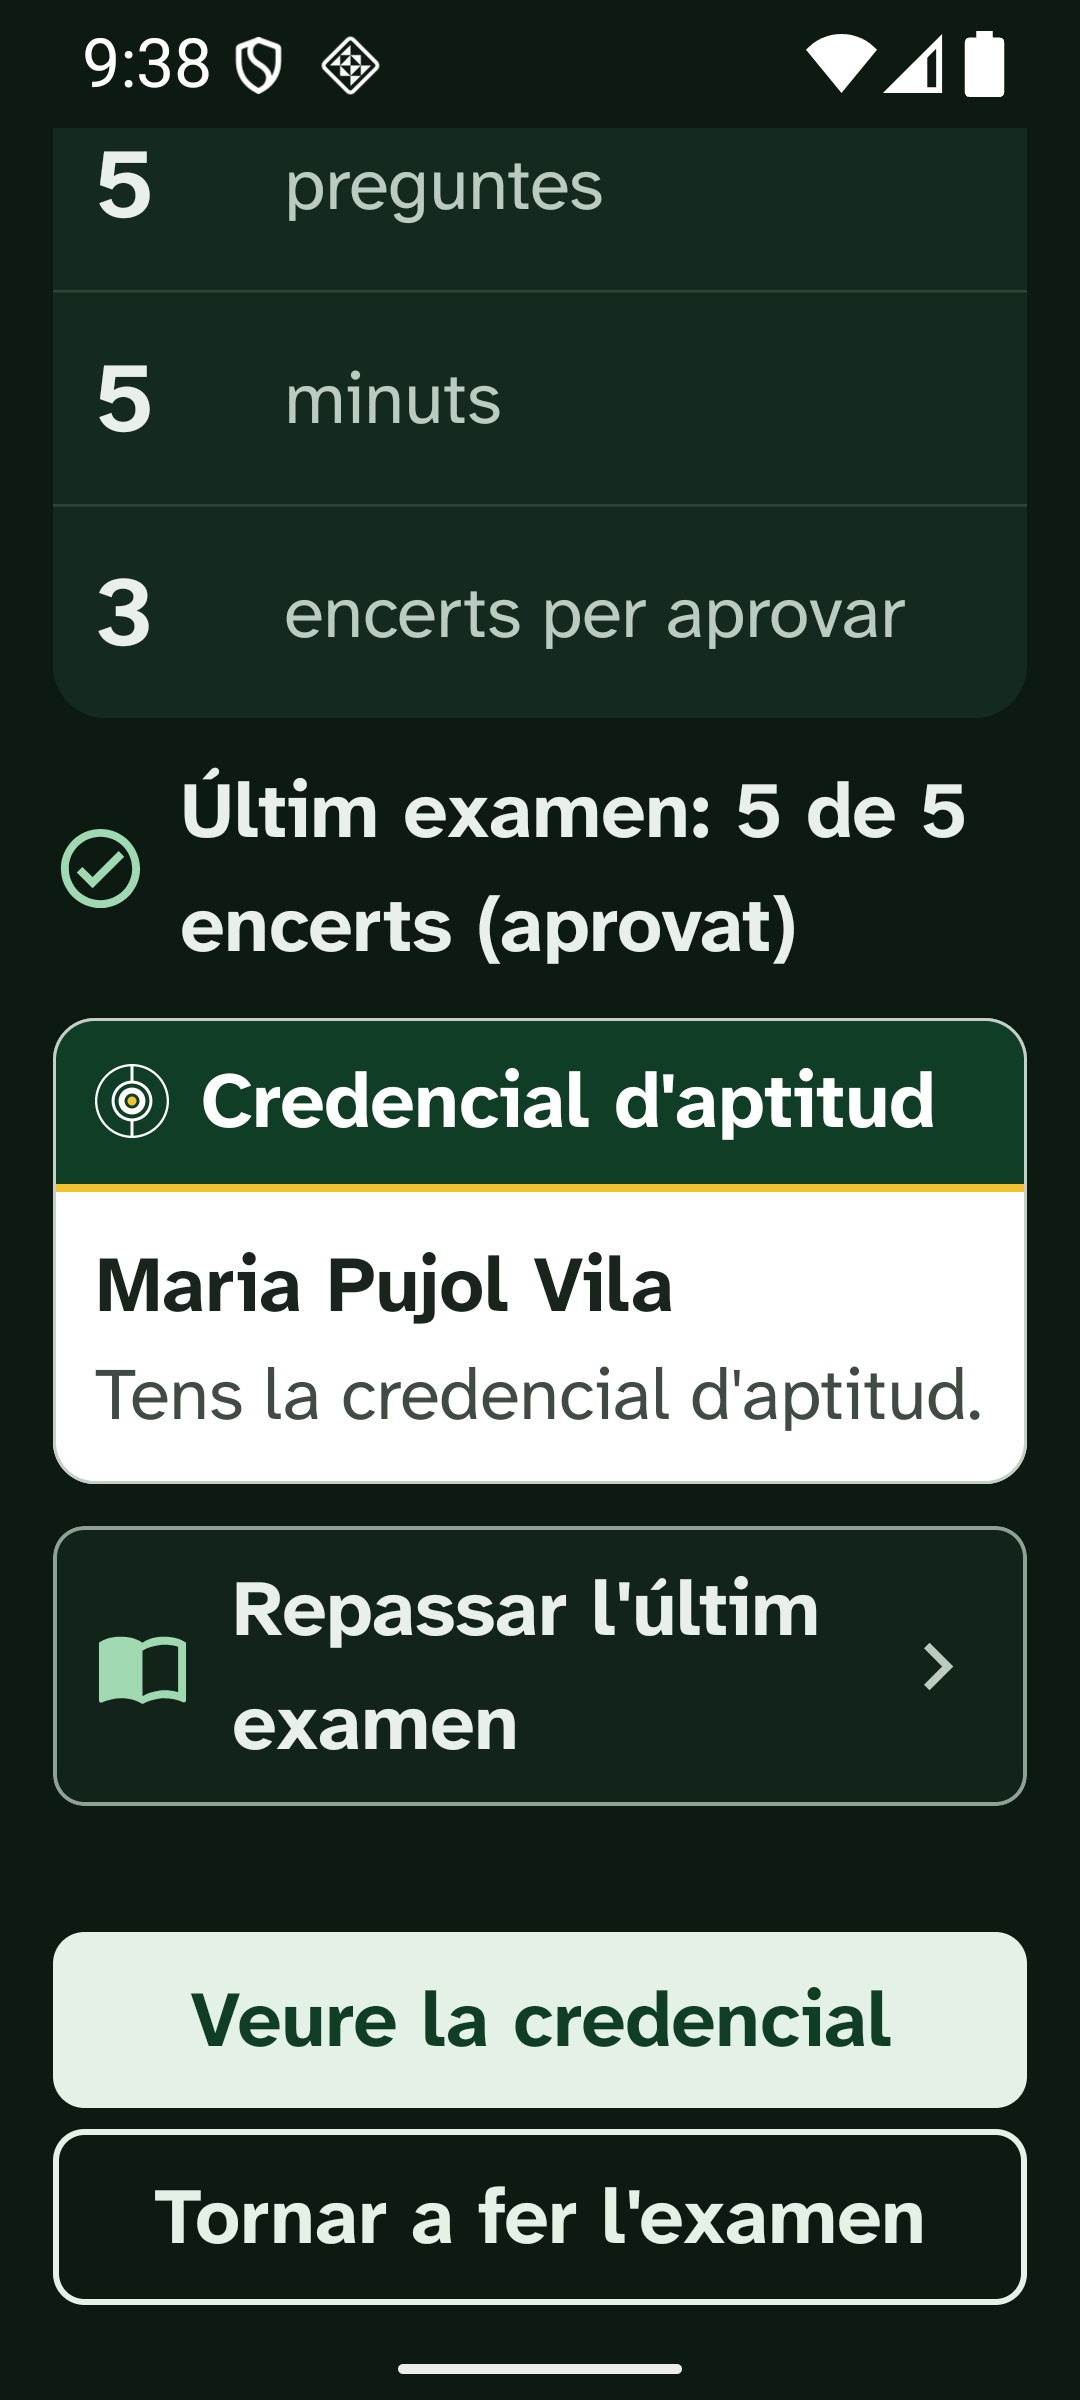 9:38
5 preguntes
5 minuts
3 encerts per aprovar
Últim examen: 5 de 5
encerts (aprovat)
Credencial d'aptitud
Maria Pujol Vila
Tens la credencial d'aptitud.
Repassar l'últim
examen
Veure la credencial
Tornar a fer l'examen